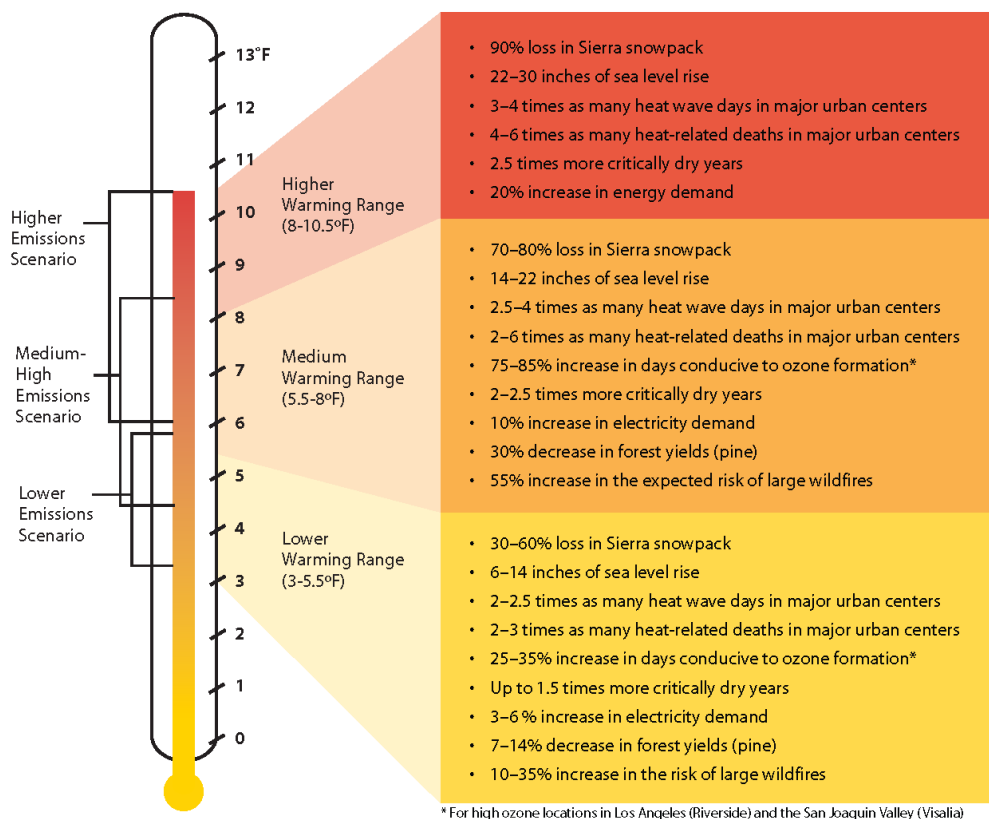 13°F
12
11
10
9
8
7
6
5
4
3
2
1
0
Higher
Emissions
Scenario
Medium-
High
Emissions
Scenario
Lower
Emissions
Scenario
Higher
Warming Range
(8-10.5ºF)
Medium
Warming Range
(5.5-8ºF)
Lower
Warming Range
(3-5.5ºF)
• 90% loss in Sierra snowpack
• 22–30 inches of sea level rise
• 3–4 times as many heat wave days in major urban centers
• 4–6 times as many heat-related deaths in major urban centers
• 2.5 times more critically dry years
• 20% increase in energy demand
• 70–80% loss in Sierra snowpack
• 14–22 inches of sea level rise
• 2.5–4 times as many heat wave days in major urban centers
• 2–6 times as many heat-related deaths in major urban centers
• 75–85% increase in days conducive to ozone formation*
• 2–2.5 times more critically dry years
• 10% increase in electricity demand
• 30% decrease in forest yields (pine)
• 55% increase in the expected risk of large wildfires
• 30–60% loss in Sierra snowpack
• 6–14 inches of sea level rise
• 2–2.5 times as many heat wave days in major urban centers
• 2–3 times as many heat-related deaths in major urban centers
• 25–35% increase in days conducive to ozone formation*
• Up to 1.5 times more critically dry years
• 3–6 % increase in electricity demand
• 7–14% decrease in forest yields (pine)
• 10–35% increase in the risk of large wildfires
* For high ozone locations in Los Angeles (Riverside) and the San Joaquin Valley (Visalia)